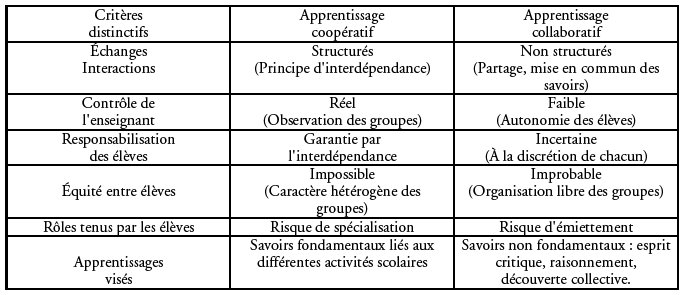 Critères
distinctifs
Apprentissage
coopératif
Apprentissage
collaboratif
Échanges
Interactions
Structurés
(Principe d'interdépendance)
Non structurés
(Partage, mise en commun des
savoirs)
Contrôle de
l'enseignant
Réel
(Observation des groupes)
Faible
(Autonomie des élèves)
Responsabilisation
des élèves
Garantie par
l'interdépendance
Incertaine
(À la discrétion de chacun)
Équité entre élèves
Impossible
(Caractère hétérogène des
groupes)
Improbable
(Organisation libre des groupes)
Rôles tenus par les élèves
Risque de spécialisation
Risque d'émiettement
Apprentissages
visés
Savoirs fondamentaux liés aux
différentes activités scolaires
Savoirs non fondamentaux : esprit
critique, raisonnement,
découverte collective.